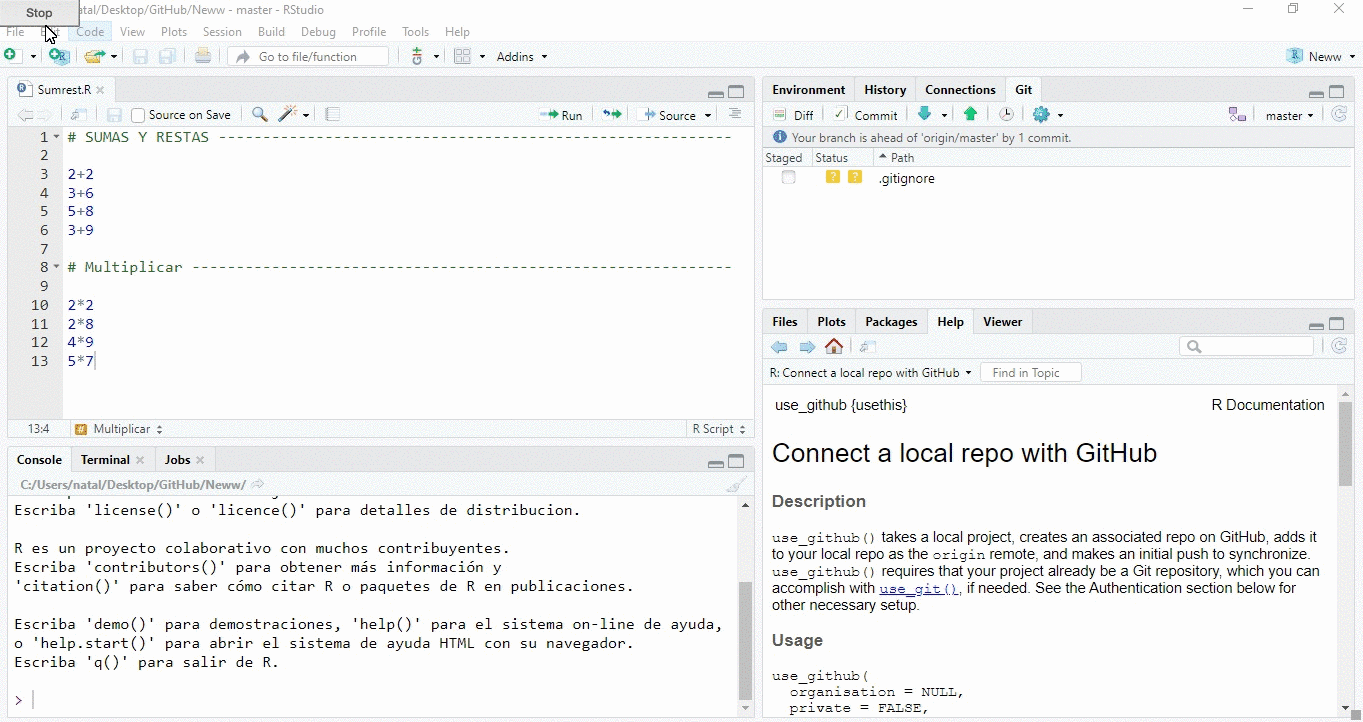 Stop
atal/Desktop/GitHub/Neww - master - RStudio
File Code View Plots Session Build Debug Profile Tools Help
Go to file/function Addins Neww
Sumrest.R
Source on Save Run Source
1 # SUMAS Y RESTAS
2
3 2+2
4 3+6
5 5+8
6 3+9
7
8 # Multiplicar
9
10 2*2
11 2*8
12 4*9
13 5*7
13:4 # Multiplicar R Script
Console Terminal Jobs
C:/Users/natal/Desktop/GitHub/Neww/
Escriba 'license()' o 'licence()' para detalles de distribucion.
R es un proyecto colaborativo con muchos contribuyentes.
Escriba 'contributors()' para obtener más información y
'citation()' para saber cómo citar R o paquetes de R en publicaciones.
Escriba 'demo()' para demostraciones, 'help()' para el sistema on-line de ayuda,
o 'help.start()' para abrir el sistema de ayuda HTML con su navegador.
Escriba 'q()' para salir de R.
>
Environment History Connections Git
Diff Commit master
Your branch is ahead of 'origin/master' by 1 commit.
Staged Status Path
? ? .gitignore
Files Plots Packages Help Viewer
R: Connect a local repo with GitHub Find in Topic
use_github {usethis} R Documentation
Connect a local repo with GitHub
Description
use_github() takes a local project, creates an associated repo on GitHub, adds it
to your local repo as the origin remote, and makes an initial push to synchronize.
use_github() requires that your project already be a Git repository, which you can
accomplish with use_git(), if needed. See the Authentication section below for
other necessary setup.
Usage
use_github(
organisation = NULL,
private = FALSE,